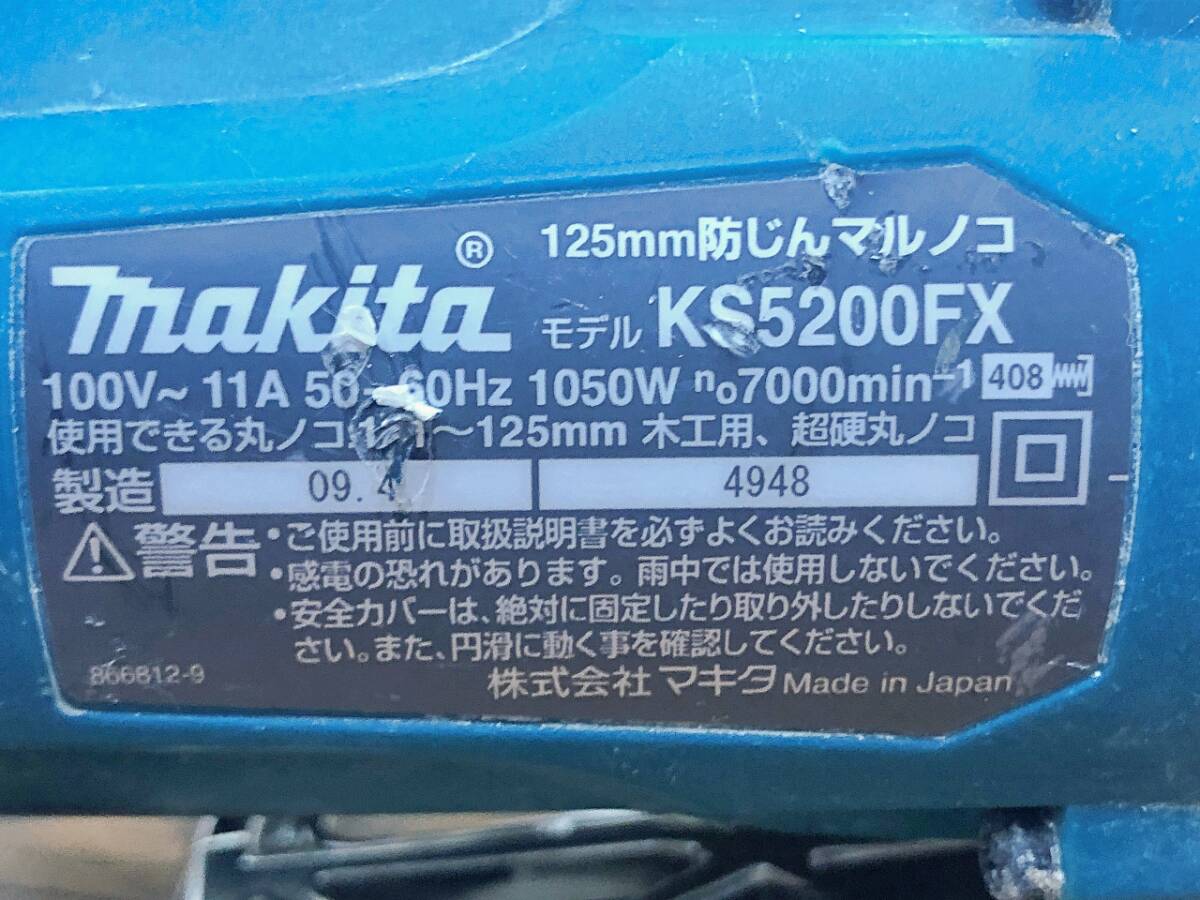 125mm防じんマルノコ
makita® モデル KS5200FX
100V~ 11A 50-60Hz 1050W n₀7000min⁻¹ 408
使用できる丸ノコ ~125mm 木工用、超硬丸ノコ
製造 09.4 4948
⚠警告 •ご使用前に取扱説明書を必ずよくお読みください。
•感電の恐れがあります。雨中では使用しないでください。
•安全カバーは、絶対に固定したり取り外したりしないでくだ
さい。また、円滑に動く事を確認してください。
866812-9 株式会社 マキタ Made in Japan